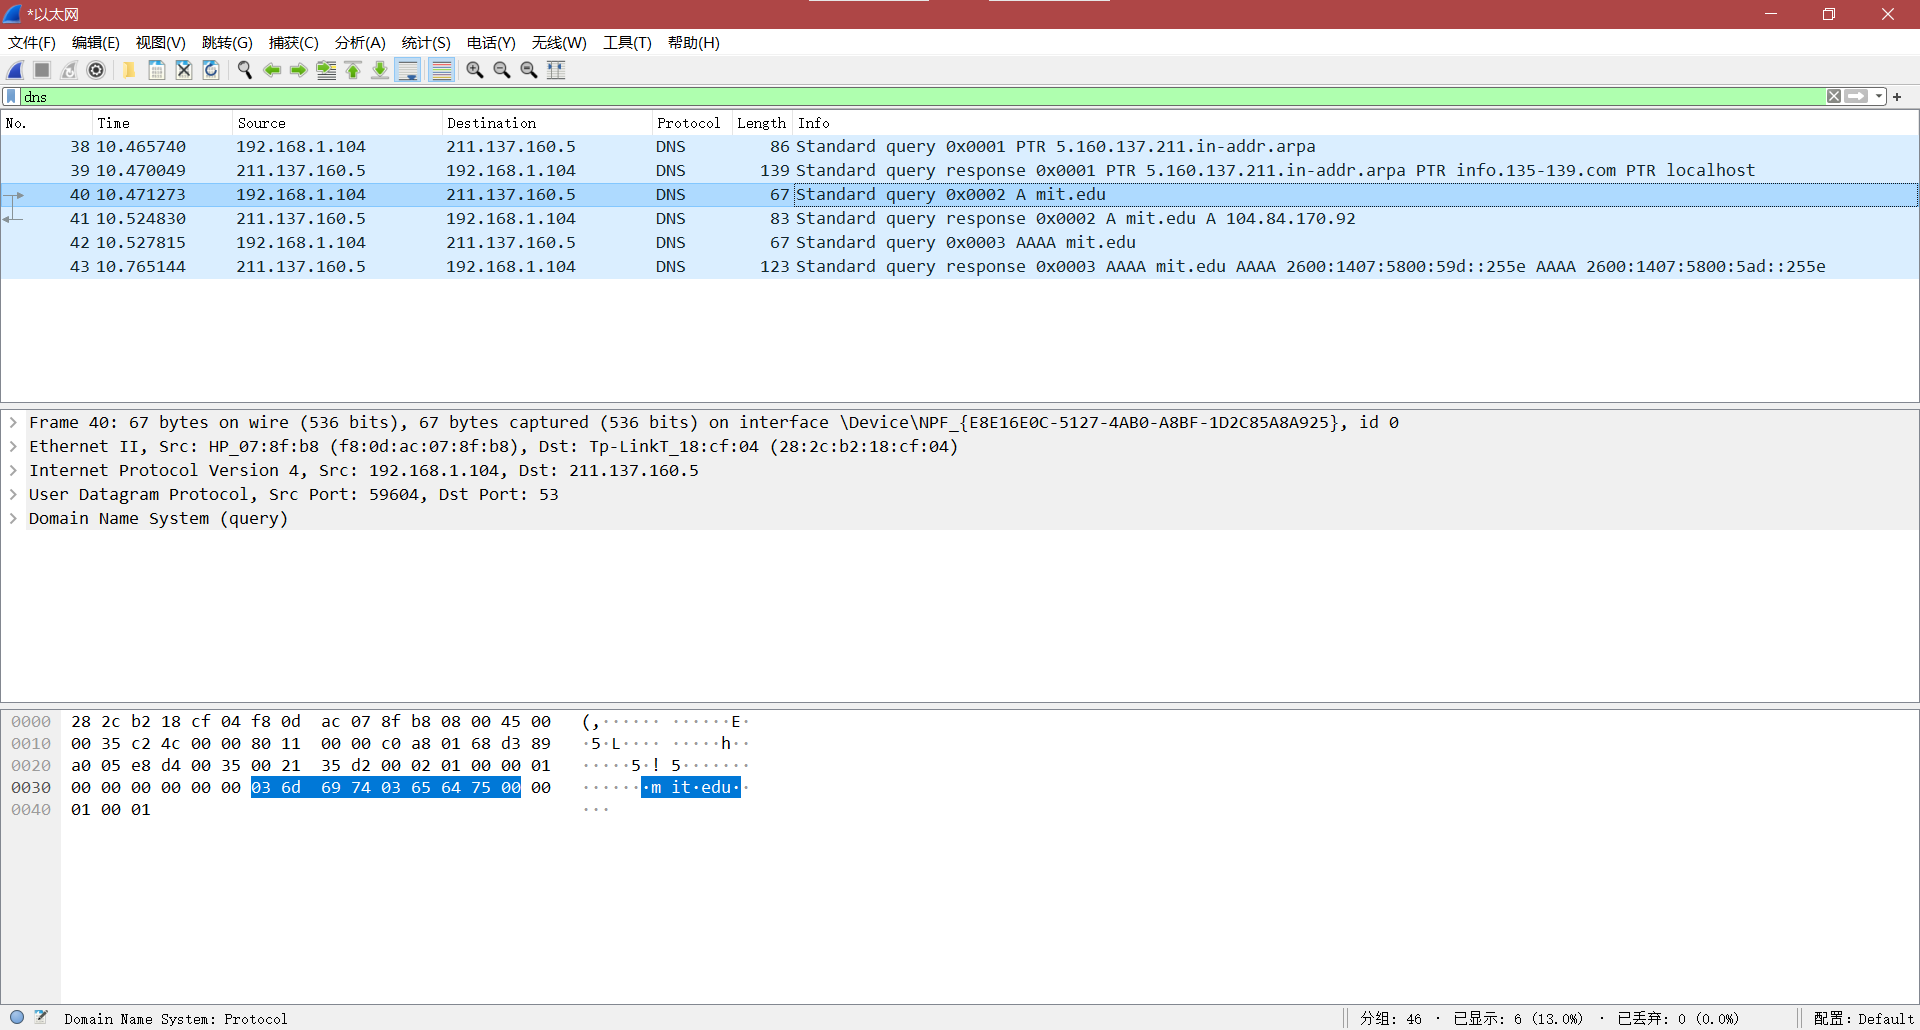 *以太网
文件(F) 编辑(E) 视图(V) 跳转(G) 捕获(C) 分析(A) 统计(S) 电话(Y) 无线(W) 工具(T) 帮助(H)
dns
No. Time Source Destination Protocol Length Info
38 10.465740 192.168.1.104 211.137.160.5 DNS 86 Standard query 0x0001 PTR 5.160.137.211.in-addr.arpa
39 10.470049 211.137.160.5 192.168.1.104 DNS 139 Standard query response 0x0001 PTR 5.160.137.211.in-addr.arpa PTR info.135-139.com PTR localhost
40 10.471273 192.168.1.104 211.137.160.5 DNS 67 Standard query 0x0002 A mit.edu
41 10.524830 211.137.160.5 192.168.1.104 DNS 83 Standard query response 0x0002 A mit.edu A 104.84.170.92
42 10.527815 192.168.1.104 211.137.160.5 DNS 67 Standard query 0x0003 AAAA mit.edu
43 10.765144 211.137.160.5 192.168.1.104 DNS 123 Standard query response 0x0003 AAAA mit.edu AAAA 2600:1407:5800:59d::255e AAAA 2600:1407:5800:5ad::255e
Frame 40: 67 bytes on wire (536 bits), 67 bytes captured (536 bits) on interface \Device\NPF_{E8E16E0C-5127-4AB0-A8BF-1D2C85A8A925}, id 0
Ethernet II, Src: HP_07:8f:b8 (f8:0d:ac:07:8f:b8), Dst: Tp-LinkT_18:cf:04 (28:2c:b2:18:cf:04)
Internet Protocol Version 4, Src: 192.168.1.104, Dst: 211.137.160.5
User Datagram Protocol, Src Port: 59604, Dst Port: 53
Domain Name System (query)
0000 28 2c b2 18 cf 04 f8 0d ac 07 8f b8 08 00 45 00 (,······ ······E·
0010 00 35 c2 4c 00 00 80 11 00 00 c0 a8 01 68 d3 89 ·5·L···· ·····h··
0020 a0 05 e8 d4 00 35 00 21 35 d2 00 02 01 00 00 01 ·····5·! 5·······
0030 00 00 00 00 00 00 03 6d 69 74 03 65 64 75 00 00 ·······m it·edu··
0040 01 00 01 ···
Domain Name System: Protocol 分组: 46 · 已显示: 6 (13.0%) · 已丢弃: 0 (0.0%) 配置: Default